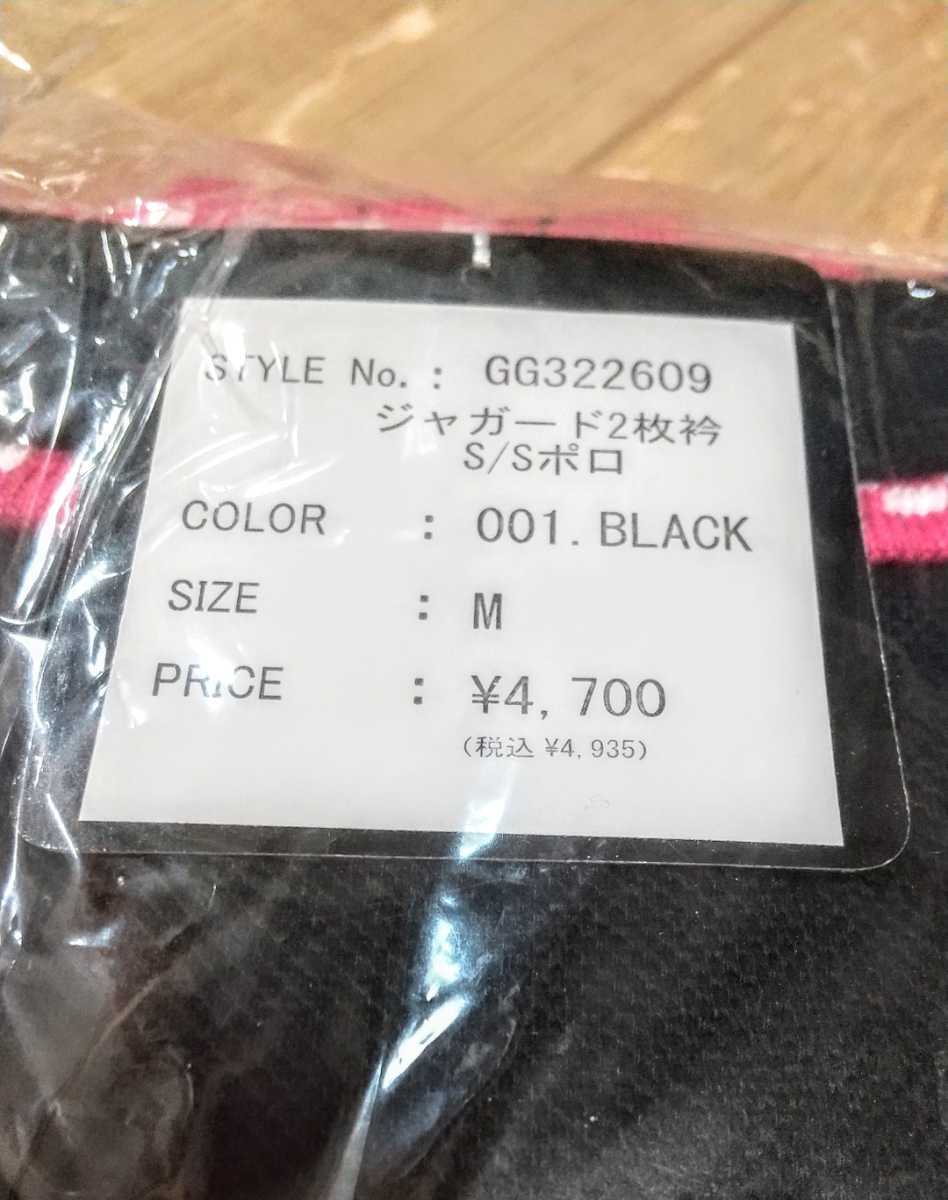 STYLE No. : GG322609
ジャガード2枚衿
S/Sポロ
COLOR : 001. BLACK
SIZE : M
PRICE : ¥4, 700
(税込 ¥4, 935)